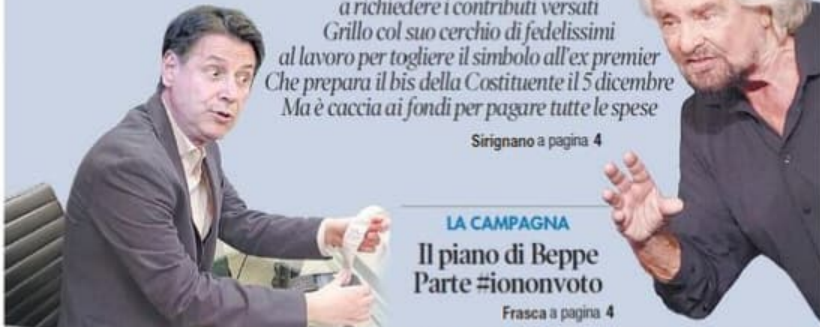 a richiedere i contributi versati
Grillo col suo cerchio di fedelissimi
al lavoro per togliere il simbolo all'ex premier
Che prepara il bis della Costituente il 5 dicembre
Ma è caccia ai fondi per pagare tutte le spese
Sirignano a pagina 4
LA CAMPAGNA
Il piano di Beppe
Parte #iononvoto
Frasca a pagina 4